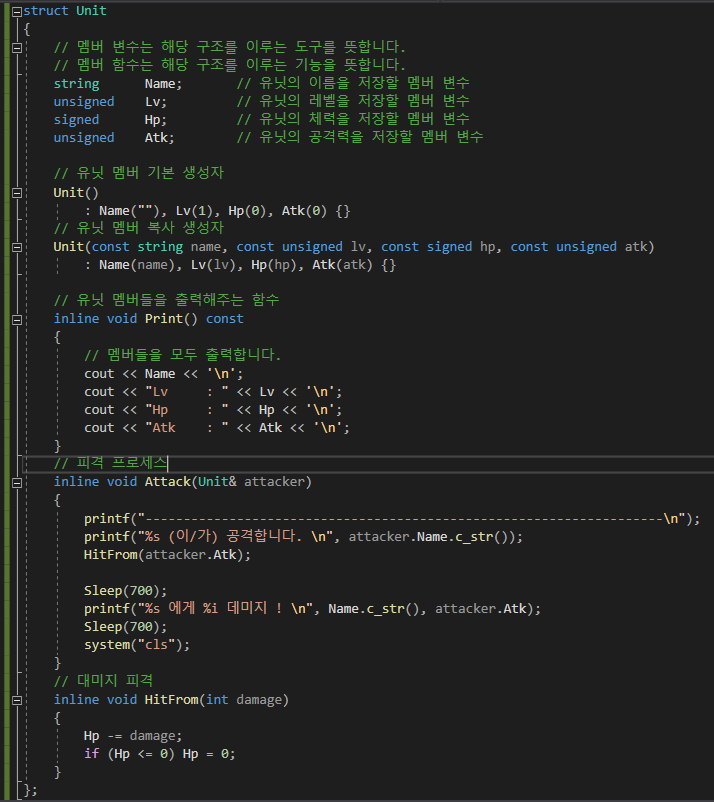 struct Unit
{
    // 멤버 변수는 해당 구조를 이루는 도구를 뜻합니다.
    // 멤버 함수는 해당 구조를 이루는 기능을 뜻합니다.
    string      Name;       // 유닛의 이름을 저장할 멤버 변수
    unsigned    Lv;         // 유닛의 레벨을 저장할 멤버 변수
    signed      Hp;         // 유닛의 체력을 저장할 멤버 변수
    unsigned    Atk;        // 유닛의 공격력을 저장할 멤버 변수

    // 유닛 멤버 기본 생성자
    Unit()
        : Name(""), Lv(1), Hp(0), Atk(0) {}
    // 유닛 멤버 복사 생성자
    Unit(const string name, const unsigned lv, const signed hp, const unsigned atk)
        : Name(name), Lv(lv), Hp(hp), Atk(atk) {}

    // 유닛 멤버들을 출력해주는 함수
    inline void Print() const
    {
        // 멤버들을 모두 출력합니다.
        cout << Name << '\n';
        cout << "Lv     : " << Lv << '\n';
        cout << "Hp     : " << Hp << '\n';
        cout << "Atk    : " << Atk << '\n';
    }
    // 피격 프로세스
    inline void Attack(Unit& attacker)
    {
        printf("--------------------------------------------------------------------\n");
        printf("%s (이/가) 공격합니다. \n", attacker.Name.c_str());
        HitFrom(attacker.Atk);

        Sleep(700);
        printf("%s 에게 %i 데미지 ! \n", Name.c_str(), attacker.Atk);
        Sleep(700);
        system("cls");
    }
    // 대미지 피격
    inline void HitFrom(int damage)
    {
        Hp -= damage;
        if (Hp <= 0) Hp = 0;
    }
};